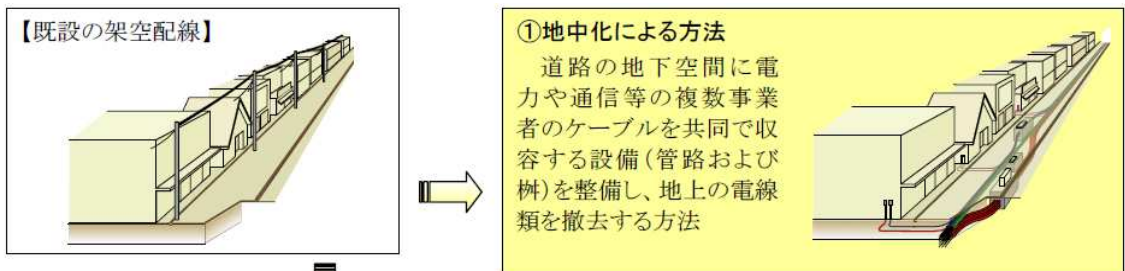 【既設の架空配線】
①地中化による方法
道路の地下空間に電
力や通信等の複数事業
者のケーブルを共同で収
容する設備(管路および
桝)を整備し、地上の電線
類を撤去する方法